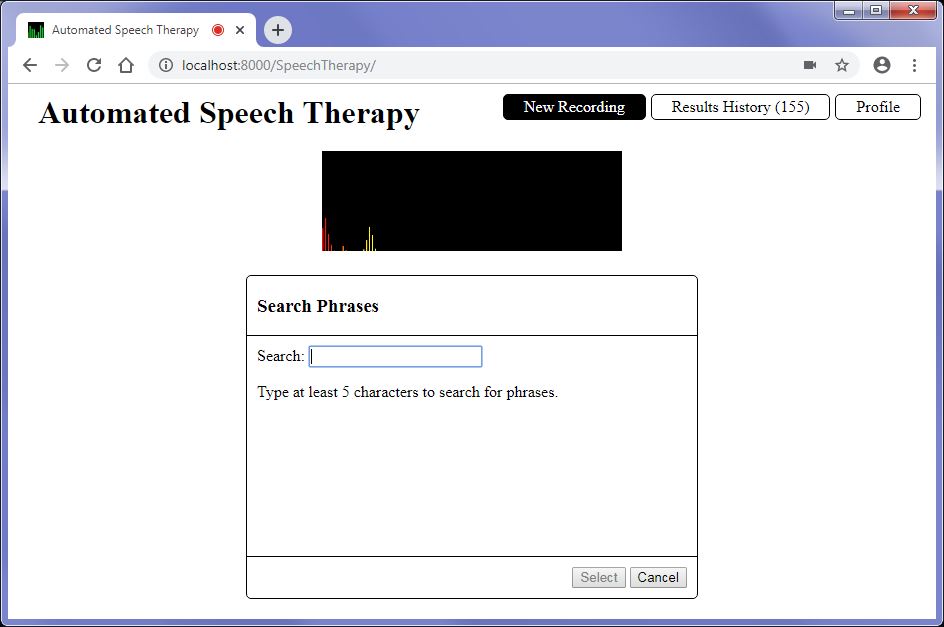 Automated Speech Therapy
localhost:8000/SpeechTherapy/
Automated Speech Therapy
New Recording
Results History (155)
Profile
Search Phrases
Search:
Type at least 5 characters to search for phrases.
Select
Cancel